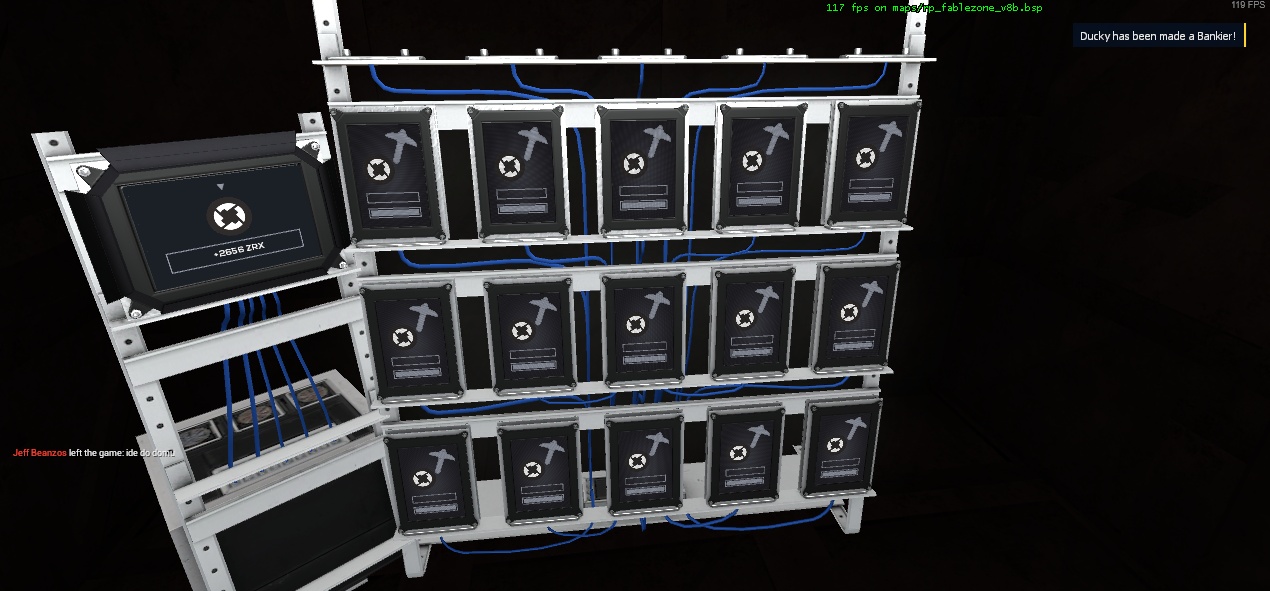 117 fps on maps/rp_fablezone_v8b.bsp
119 FPS
Ducky has been made a Bankier!
+2656 ZRX
Jeff Beanzos left the game: ide do domu